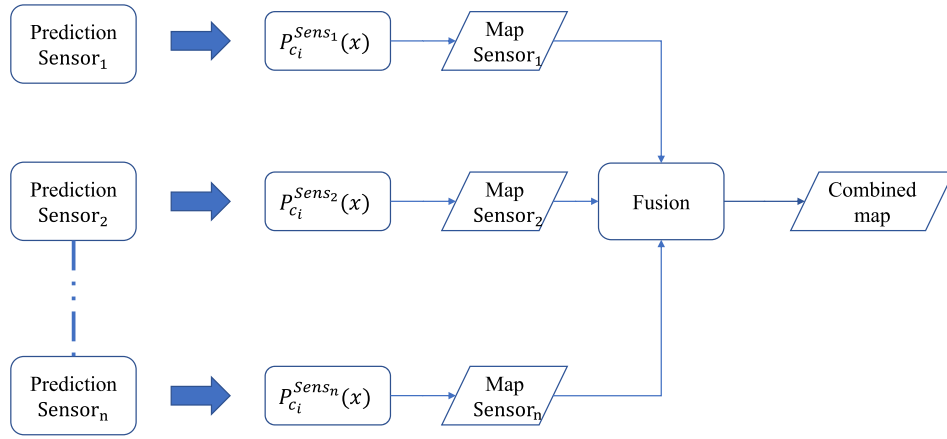 Prediction
Sensor₁
$P_{c_i}^{Sens_1}(x)$
Map
Sensor₁
Prediction
Sensor₂
$P_{c_i}^{Sens_2}(x)$
Map
Sensor₂
Fusion
Combined
map
Prediction
Sensorₙ
$P_{c_i}^{Sens_n}(x)$
Map
Sensorₙ